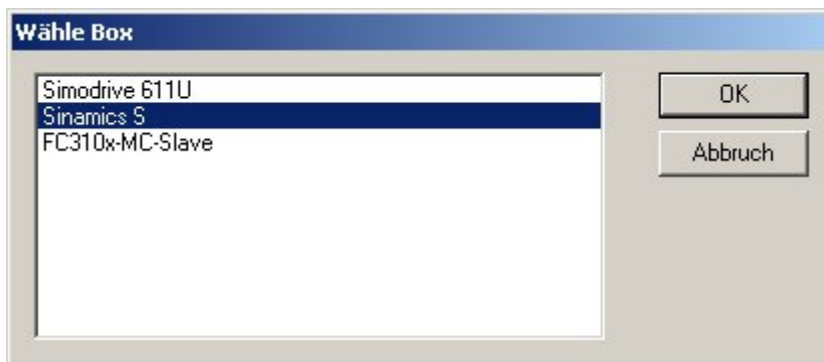 Wähle Box
Simodrive 611U
OK
Sinamics S
FC310x-MC-Slave
Abbruch